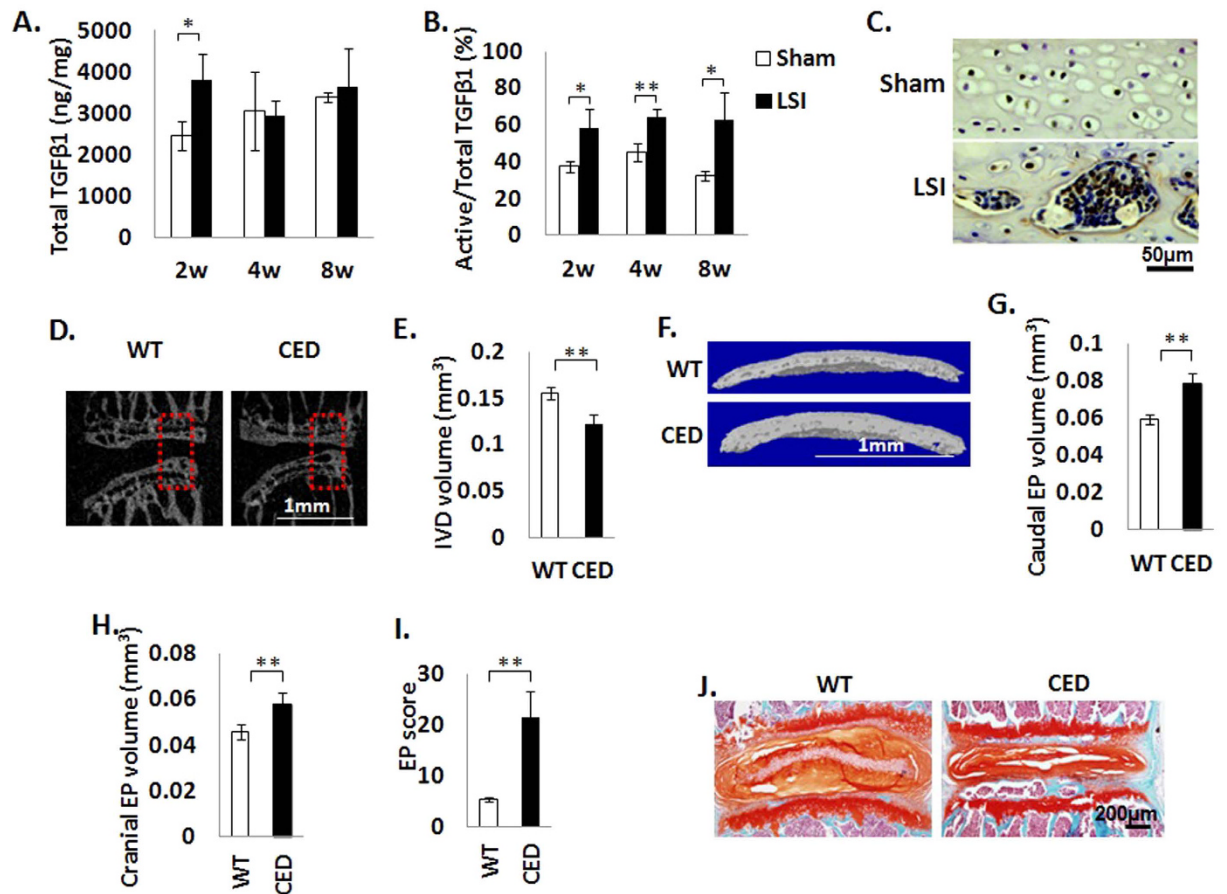 A.
Total TGFβ1 (ng/mg)
5000
4000
3000
2000
1000
0
*
2w 4w 8w
B.
Active/Total TGFβ1 (%)
100
80
60
40
20
0
* ** *
2w 4w 8w
Sham
LSI
C.
Sham
LSI
50μm
D.
WT CED
1mm
E.
IVD volume (mm³)
0.2
0.15
0.1
0.05
0
**
WT CED
F.
WT
CED
1mm
G.
Caudal EP volume (mm³)
0.1
0.08
0.06
0.04
0.02
0
**
WT CED
H.
Cranial EP volume (mm³)
0.08
0.06
0.04
0.02
0
**
WT
CED
I.
EP score
30
20
10
0
**
WT
CED
J.
WT CED
200μm